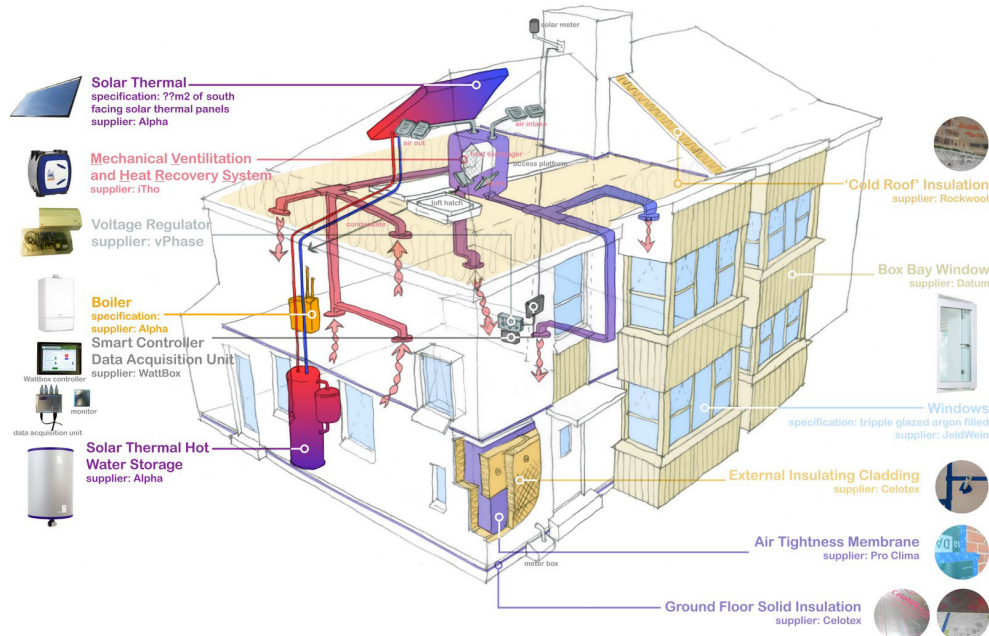 solar meter
Solar Thermal
specification: ??m2 of south
facing solar thermal panels
supplier: Alpha
air intake
air out
Mechanical Ventilitation
and Heat Recovery System
supplier: iTho
heat exchanger
access platform
loft hatch
'Cold Roof' Insulation
supplier: Rockwool
Voltage Regulator
supplier: vPhase
condensate
Box Bay Window
supplier: Datum
Boiler
specification:
supplier: Alpha
Smart Controller
Data Acquisition Unit
supplier: WattBox
Wattbox controller
monitor
data acquisition unit
Windows
specification: tripple glazed argon filled
supplier: JeldWein
Solar Thermal Hot
Water Storage
supplier: Alpha
External Insulating Cladding
supplier: Celotex
Air Tightness Membrane
supplier: Pro Clima
meter box
Ground Floor Solid Insulation
supplier: Celotex
Celotex